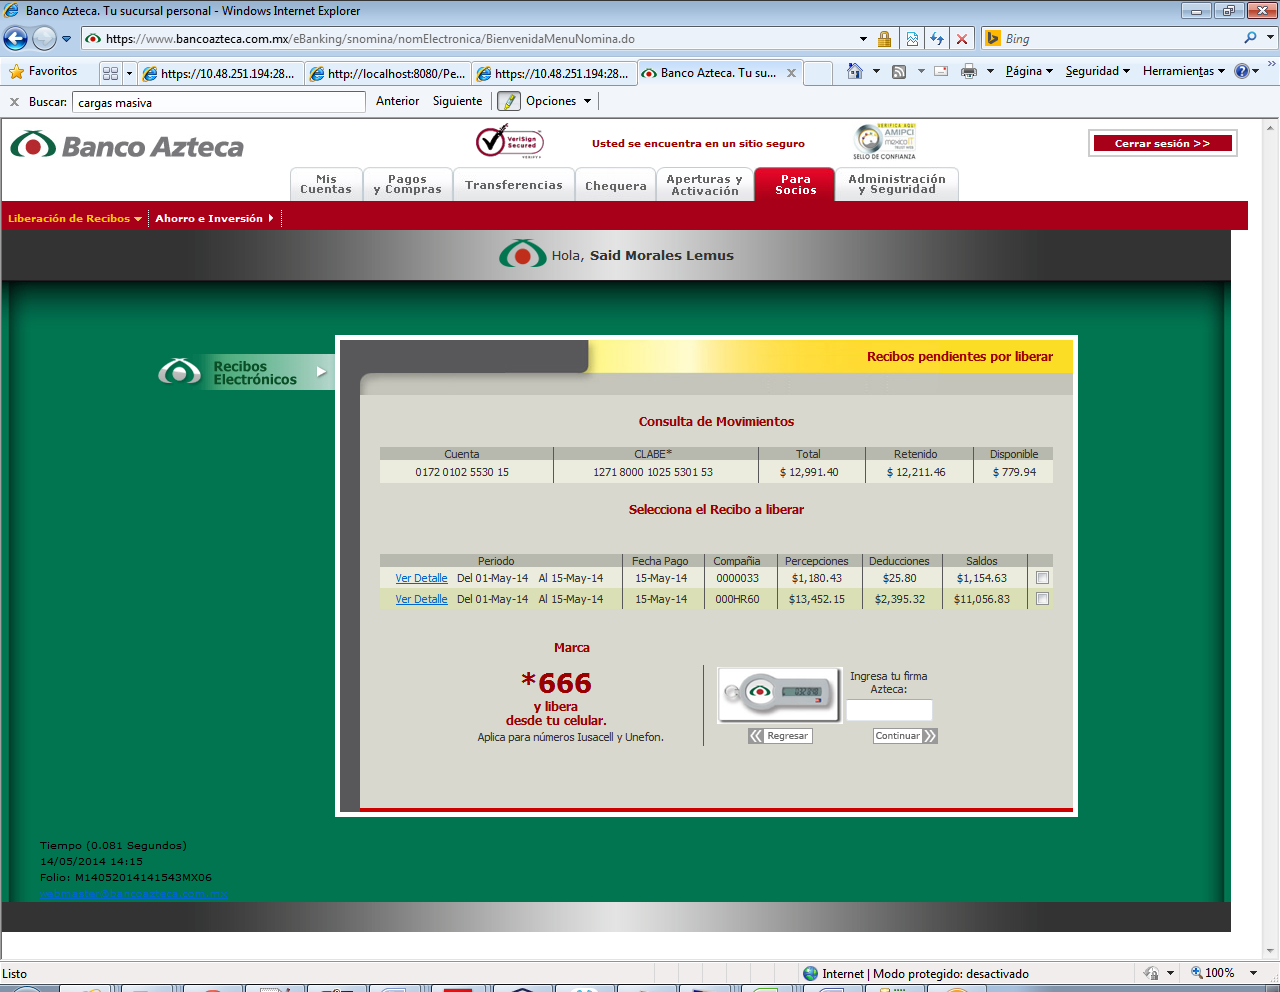 Banco Azteca. Tu sucursal personal - Windows Internet Explorer
https://www.bancoazteca.com.mx/eBanking/snomina/nomElectronica/BienvenidaMenuNomina.do
Bing
Favoritos
https://10.48.251.194:28...
http://localhost:8080/Pe...
https://10.48.251.194:28...
Banco Azteca. Tu su...
Página
Seguridad
Herramientas
Buscar: cargas masiva Anterior Siguiente Opciones
Banco Azteca
VeriSign Secured
VERIFY
Usted se encuentra en un sitio seguro
VERIFICA AQUI
AMIPCI
SELLO DE CONFIANZA
Cerrar sesión >>
Mis Cuentas
Pagos y Compras
Transferencias
Chequera
Aperturas y Activación
Para Socios
Administración y Seguridad
Liberación de Recibos
Ahorro e Inversión
Hola, Said Morales Lemus
Recibos Electrónicos
Recibos pendientes por liberar
Consulta de Movimientos
Cuenta CLABE* Total Retenido Disponible
0172 0102 5530 15 1271 8000 1025 5301 53 $ 12,991.40 $ 12,211.46 $ 779.94
Selecciona el Recibo a liberar
Periodo Fecha Pago Compañia Percepciones Deducciones Saldos
Ver Detalle Del 01-May-14 Al 15-May-14 15-May-14 0000033 $1,180.43 $25.80 $1,154.63
Ver Detalle Del 01-May-14 Al 15-May-14 15-May-14 000HR60 $13,452.15 $2,395.32 $11,056.83
Marca
*666
y libera
desde tu celular.
Aplica para números Iusacell y Unefon.
Ingresa tu firma
Azteca:
Regresar
Continuar
Tiempo (0.081 Segundos)
14/05/2014 14:15
Folio: M14052014141543MX06
Listo
Internet | Modo protegido: desactivado
100%